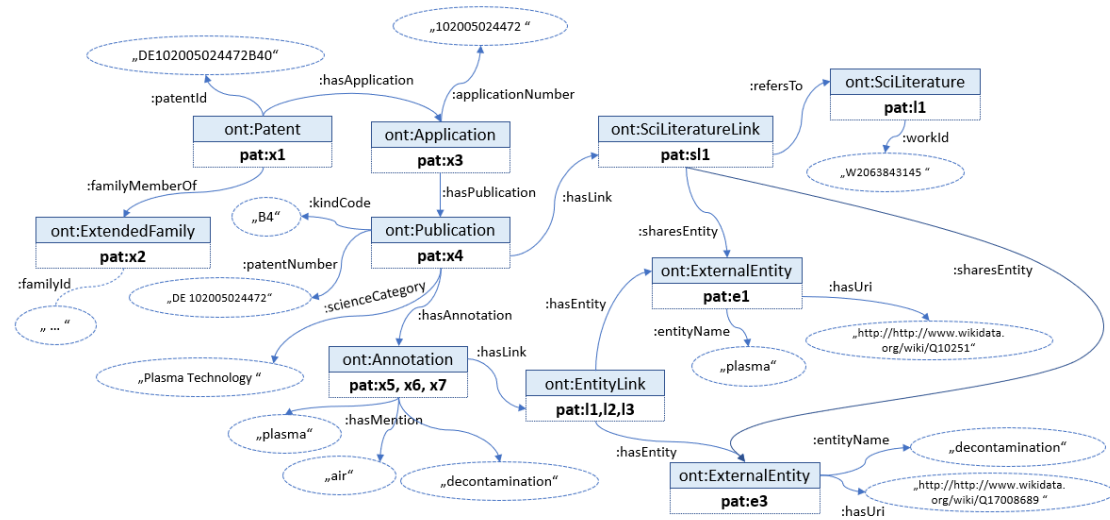 „102005024472 “
„DE102005024472B40“
:hasApplication
:patentId
:applicationNumber
:refersTo
ont:SciLiterature
pat:l1
ont:Patent
pat:x1
ont:Application
pat:x3
ont:SciLiteratureLink
pat:sl1
:workId
„W2063843145 “
:familyMemberOf
:hasPublication
:hasLink
:kindCode
„B4“
ont:ExtendedFamily
pat:x2
ont:Publication
pat:x4
:sharesEntity
:patentNumber
:familyId
„DE 102005024472“
:scienceCategory
ont:ExternalEntity
pat:e1
:sharesEntity
:hasEntity
:hasUri
„ ... “
:hasAnnotation
:entityName
„http://http://www.wikidata.
org/wiki/Q10251“
ont:Annotation
pat:x5, x6, x7
:hasLink
„plasma“
„Plasma Technology “
ont:EntityLink
pat:l1,l2,l3
„plasma“
:hasMention
„air“
„decontamination“
:hasEntity
:entityName
„decontamination“
ont:ExternalEntity
pat:e3
„http://http://www.wikidata.
org/wiki/Q17008689 “
:hasUri